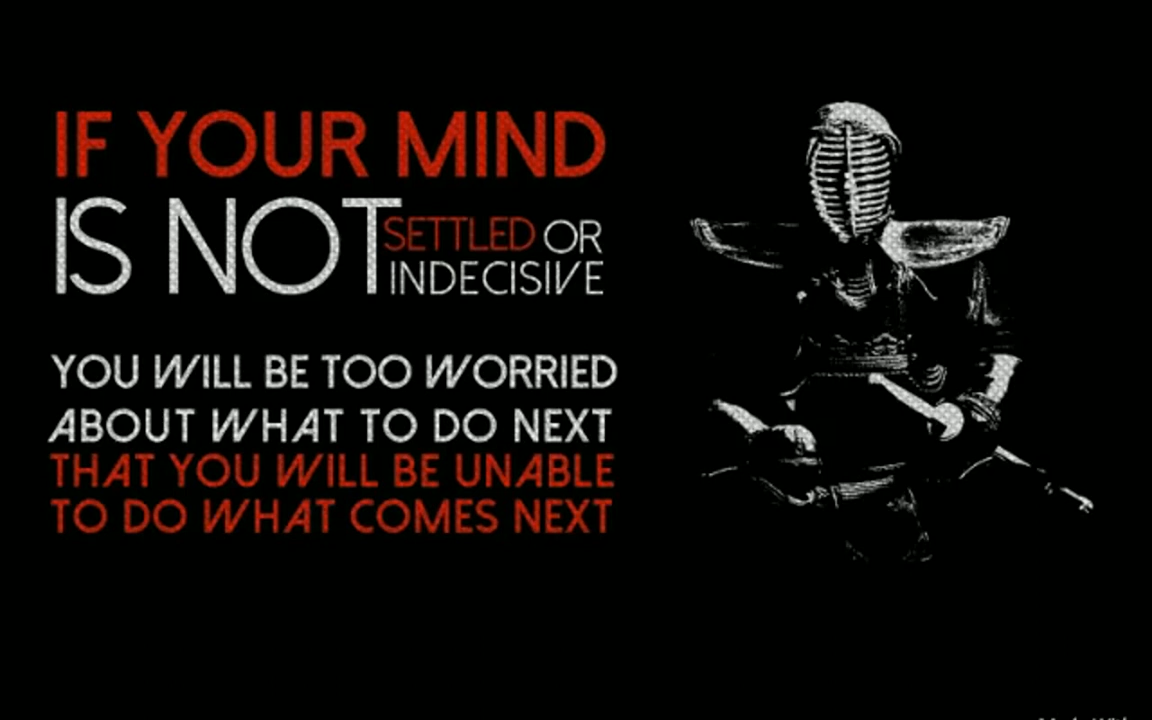 IF YOUR MIND
IS NOT SETTLED OR
INDECISIVE
YOU WILL BE TOO WORRIED
ABOUT WHAT TO DO NEXT
THAT YOU WILL BE UNABLE
TO DO WHAT COMES NEXT